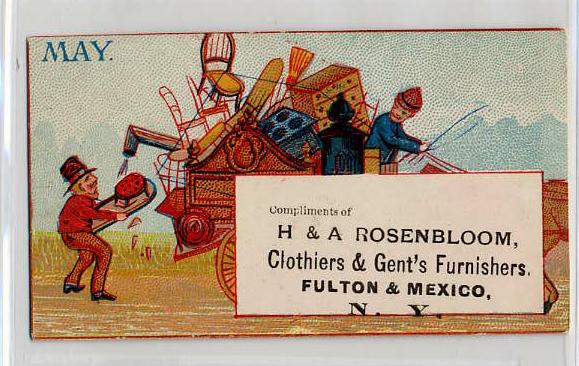 MAY.
Compliments of
H & A ROSENBLOOM,
Clothiers & Gent's Furnishers.
FULTON & MEXICO,
N. Y.